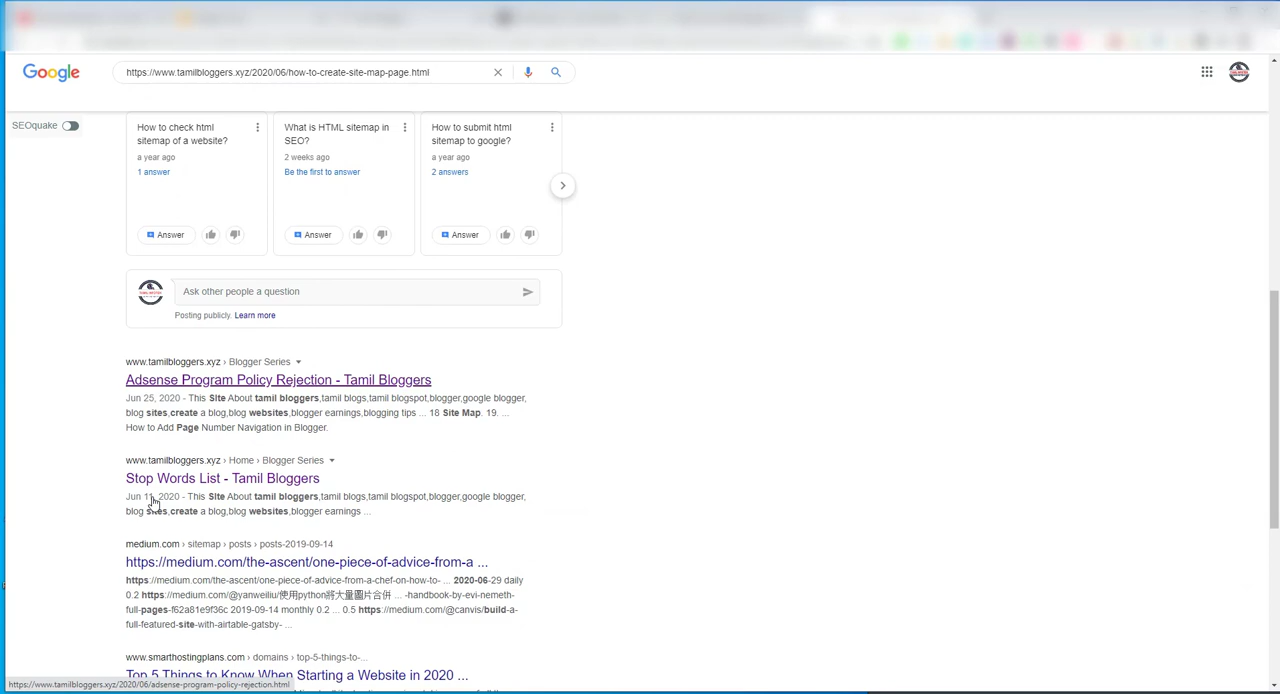 Google
https://www.tamilbloggers.xyz/2020/06/how-to-create-site-map-page.html
SEOquake
How to check html
sitemap of a website?
a year ago
1 answer
Answer
What is HTML sitemap in
SEO?
2 weeks ago
Be the first to answer
Answer
How to submit html
sitemap to google?
a year ago
2 answers
Answer
Ask other people a question
Posting publicly. Learn more
www.tamilbloggers.xyz › Blogger Series
Adsense Program Policy Rejection - Tamil Bloggers
Jun 25, 2020 - This Site About tamil bloggers,tamil blogs,tamil blogspot,blogger,google blogger,
blog sites,create a blog,blog websites,blogger earnings,blogging tips ... 18 Site Map. 19. ...
How to Add Page Number Navigation in Blogger.
www.tamilbloggers.xyz › Home › Blogger Series
Stop Words List - Tamil Bloggers
Jun 11, 2020 - This Site About tamil bloggers,tamil blogs,tamil blogspot,blogger,google blogger,
blog sites,create a blog,blog websites,blogger earnings ...
medium.com › sitemap › posts › posts-2019-09-14
https://medium.com/the-ascent/one-piece-of-advice-from-a ...
https://medium.com/the-ascent/one-piece-of-advice-from-a-chef-on-how-to- ... 2020-06-29 daily
0.2 https://medium.com/@yanweiliu/使用python將大量圖片合併 ... -handbook-by-evi-nemeth-
full-pages-f62a81e9f36c 2019-09-14 monthly 0.2 ... 0.5 https://medium.com/@canvis/build-a-
full-featured-site-with-airtable-gatsby- ...
www.smarthostingplans.com › domains › top-5-things-to-...
Top 5 Things to Know When Starting a Website in 2020 ...
https://www.tamilbloggers.xyz/2020/06/adsense-program-policy-rejection.html